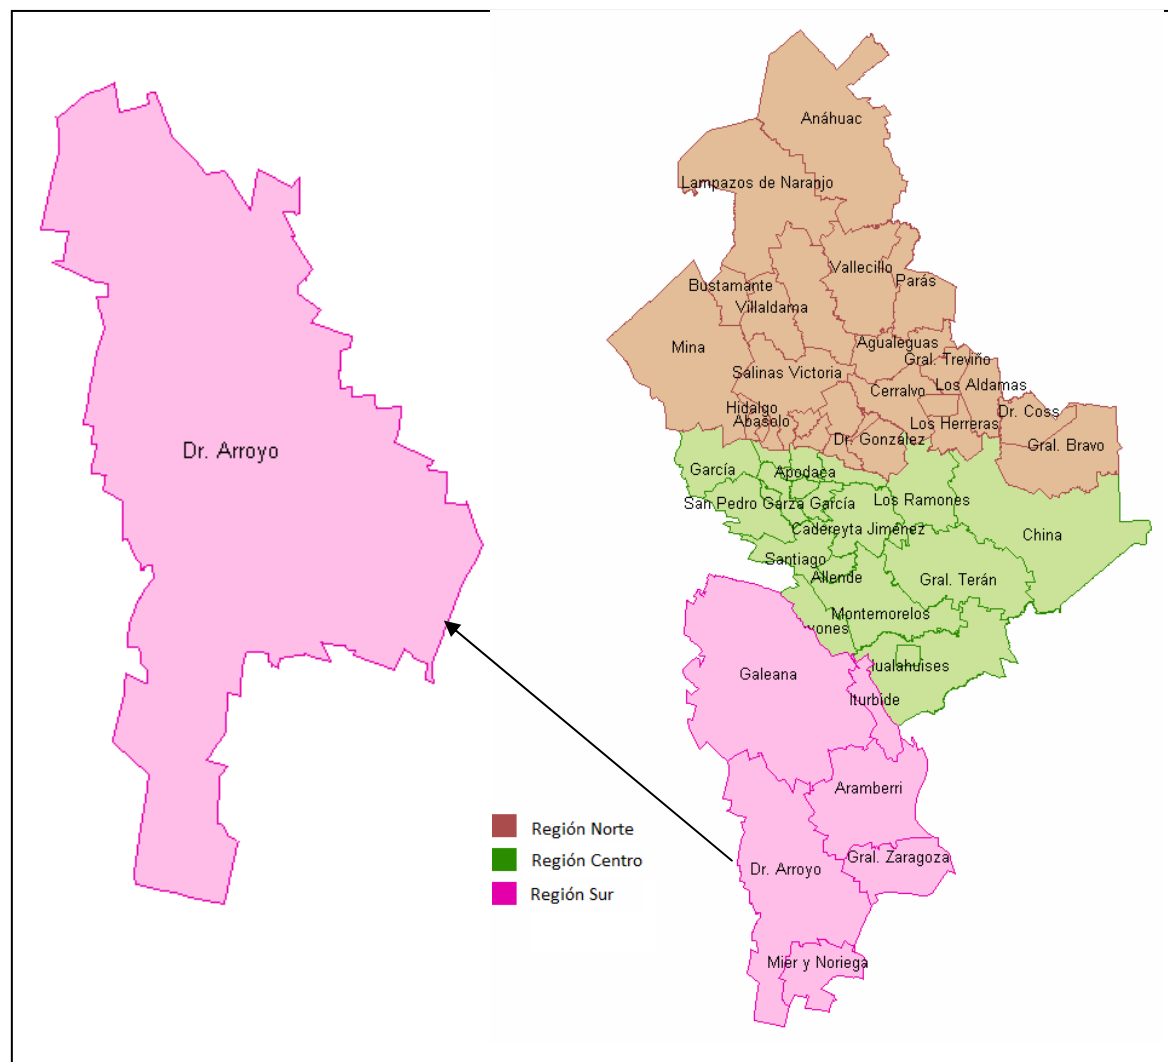 Dr. Arroyo
Anáhuac
Lampazos de Naranjo
Vallecillo
Parás
Bustamante
Villaldama
Mina
Agualeguas
Gral. Treviño
Salinas Victoria
Los Aldamas
Cerralvo
Hidalgo
Abasolo
Dr. Coss
Los Herreras
Dr. González
Gral. Bravo
García
Apodaca
San Pedro Garza García
Los Ramones
Cadereyta Jiménez
China
Santiago
Allende
Gral. Terán
Montemorelos
yones
ualahuises
Galeana
Iturbide
Aramberri
Gral. Zaragoza
Dr. Arroyo
Mier y Noriega
Región Norte
Región Centro
Región Sur